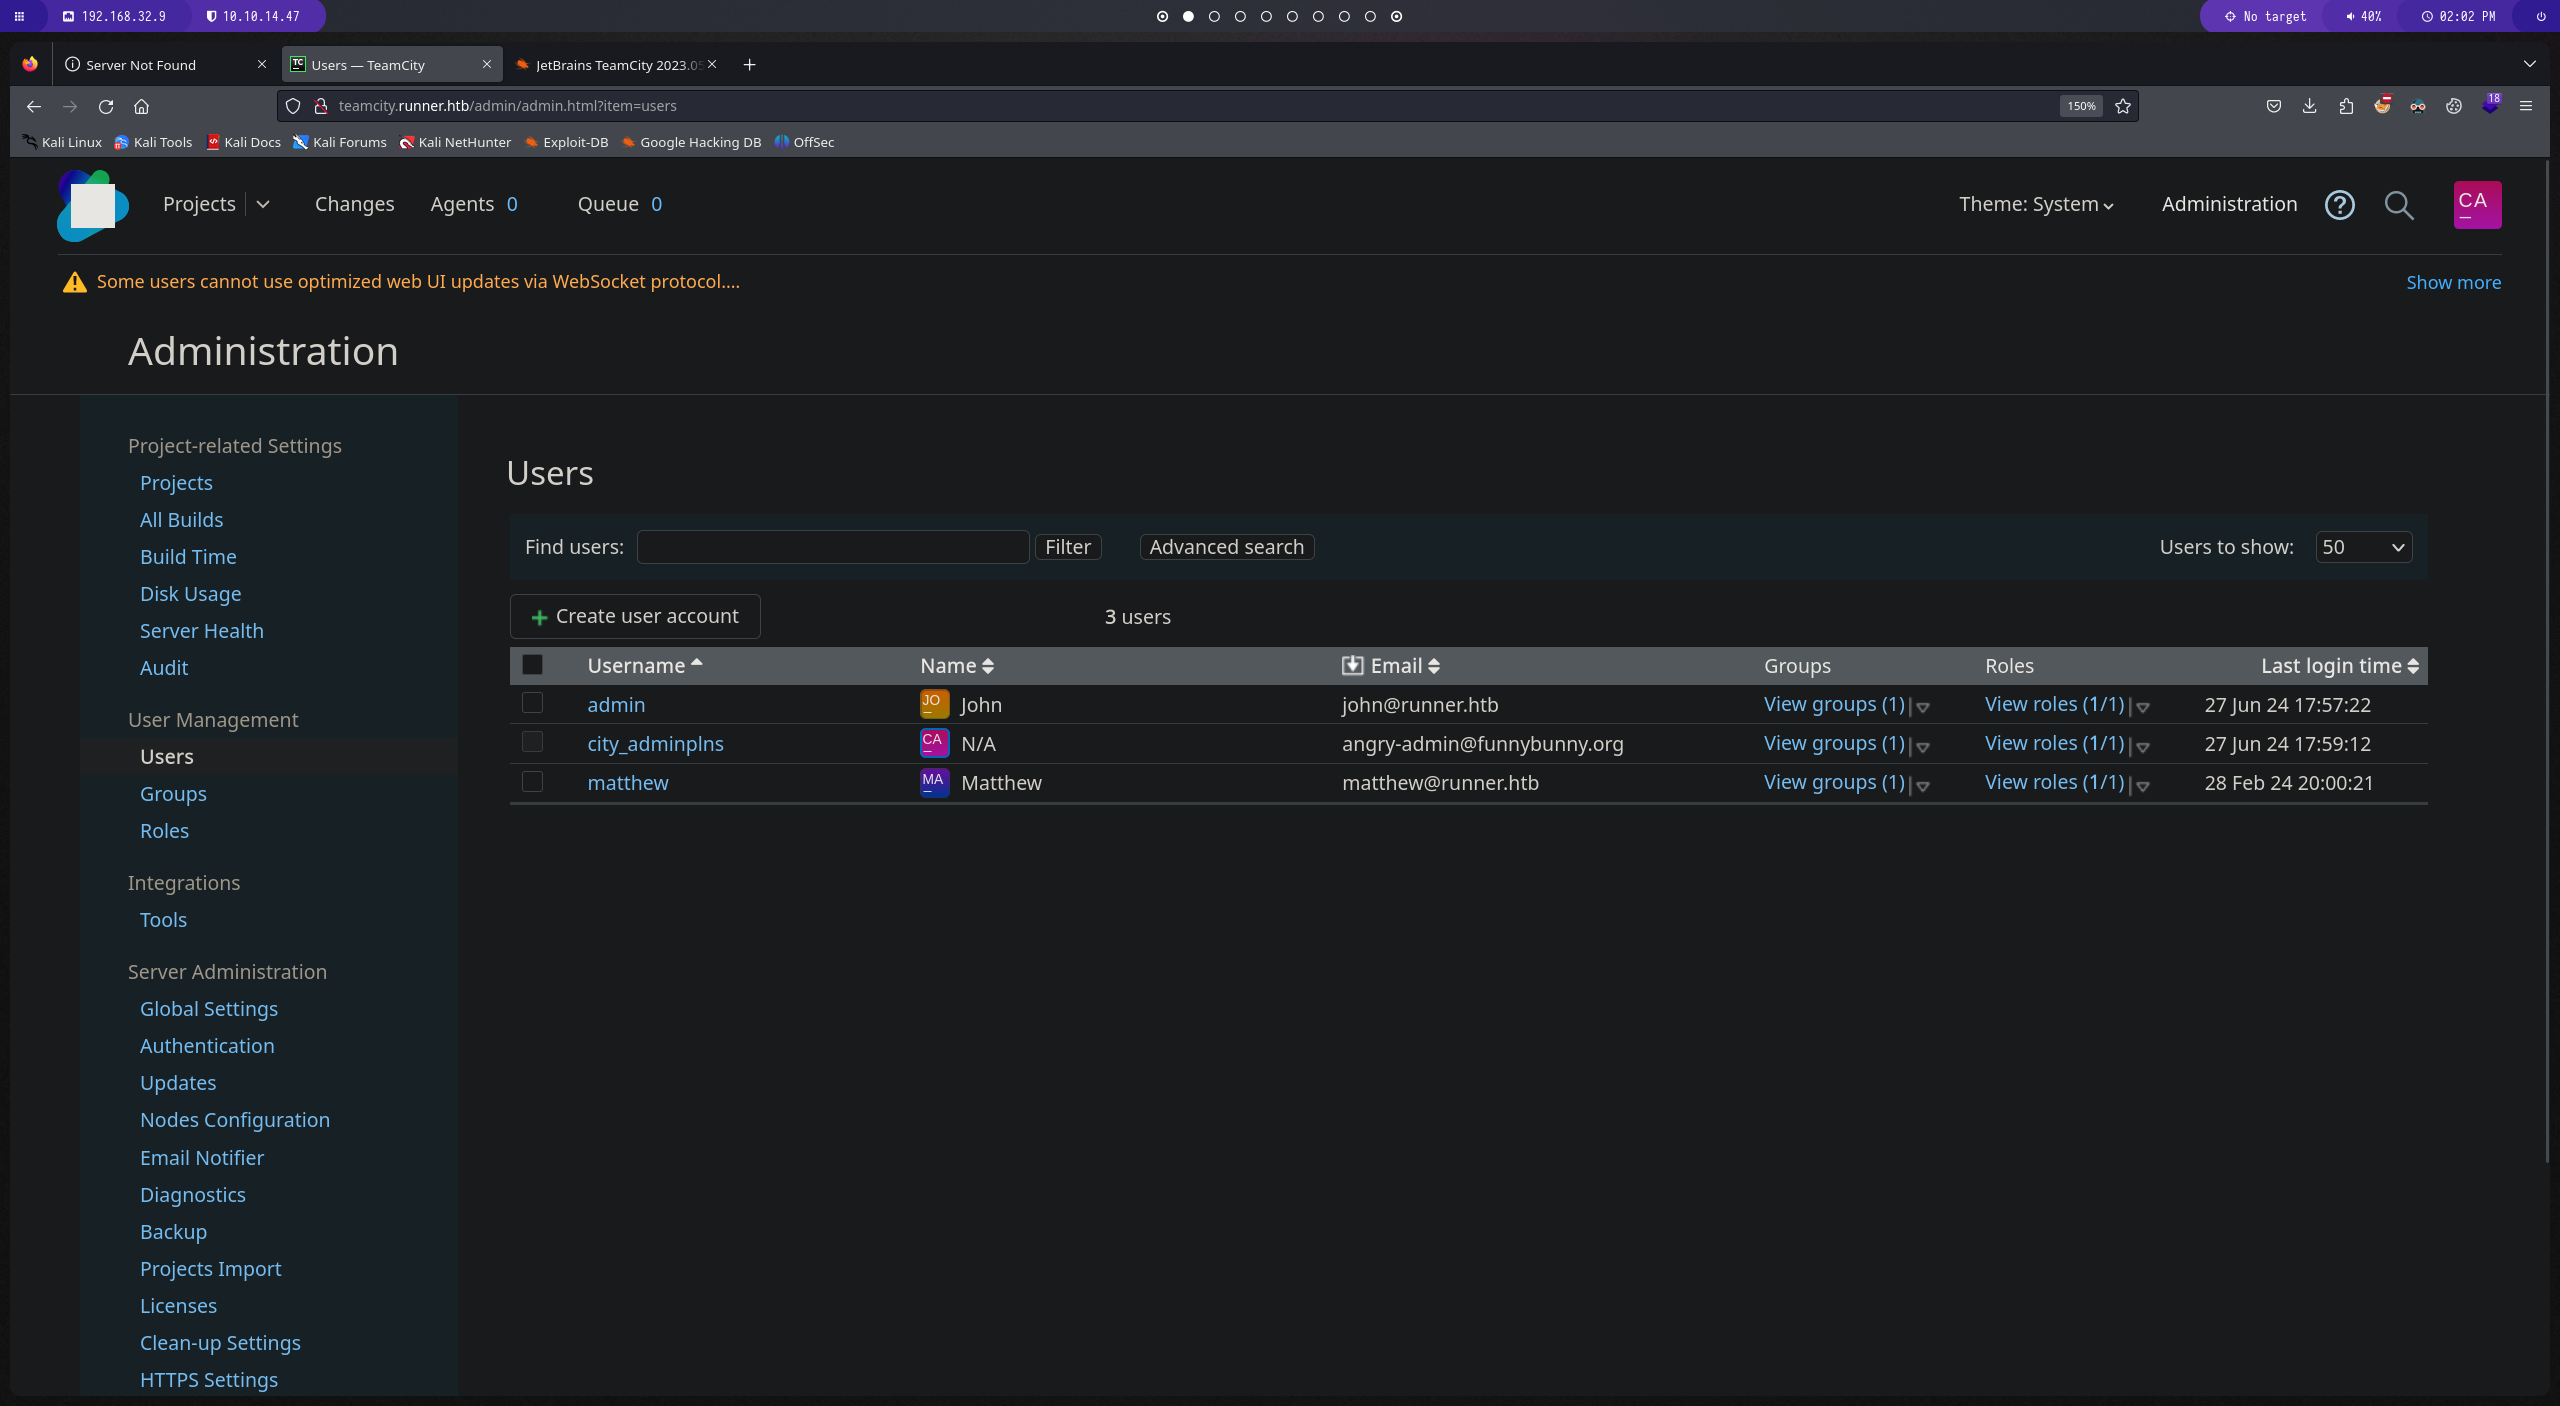 192.168.32.9 10.10.14.47 No target 40% 02:02 PM
Server Not Found Users — TeamCity JetBrains TeamCity 2023.05
teamcity.runner.htb/admin/admin.html?item=users 150% 18
Kali Linux Kali Tools Kali Docs Kali Forums Kali NetHunter Exploit-DB Google Hacking DB OffSec
Projects Changes Agents 0 Queue 0 Theme: System Administration ? CA
Some users cannot use optimized web UI updates via WebSocket protocol.... Show more
Administration
Project-related Settings
Projects
All Builds
Build Time
Disk Usage
Server Health
Audit
User Management
Users
Groups
Roles
Integrations
Tools
Server Administration
Global Settings
Authentication
Updates
Nodes Configuration
Email Notifier
Diagnostics
Backup
Projects Import
Licenses
Clean-up Settings
HTTPS Settings
Users
Find users: Filter Advanced search Users to show: 50
+ Create user account 3 users
Username Name Email Groups Roles Last login time
admin JO John john@runner.htb View groups (1) View roles (1/1) 27 Jun 24 17:57:22
city_adminplns CA N/A angry-admin@funnybunny.org View groups (1) View roles (1/1) 27 Jun 24 17:59:12
matthew MA Matthew matthew@runner.htb View groups (1) View roles (1/1) 28 Feb 24 20:00:21